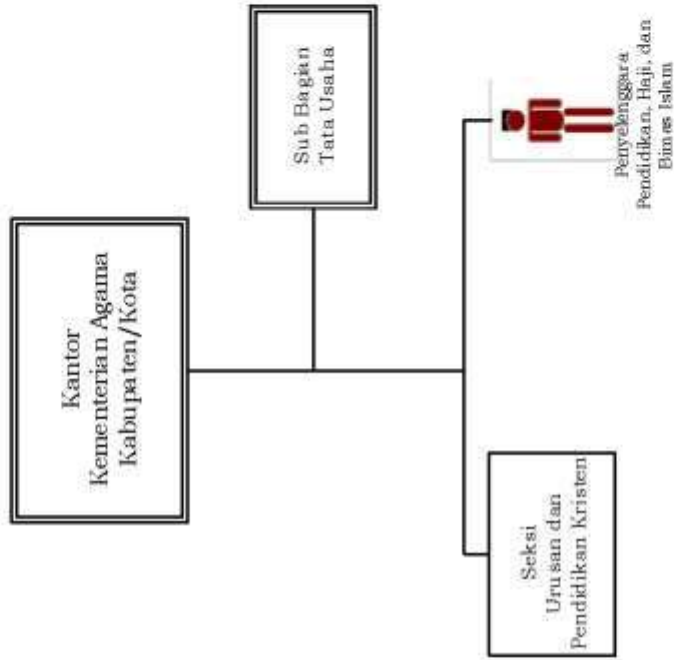 Kantor
Kementerian Agama
Kabupaten/Kota
Sub Bagian
Tata Usaha
Seksi
Urusan dan
Pendidikan Kristen
Penyelenggara
Pendidikan, Haji, dan
Bimas Islam